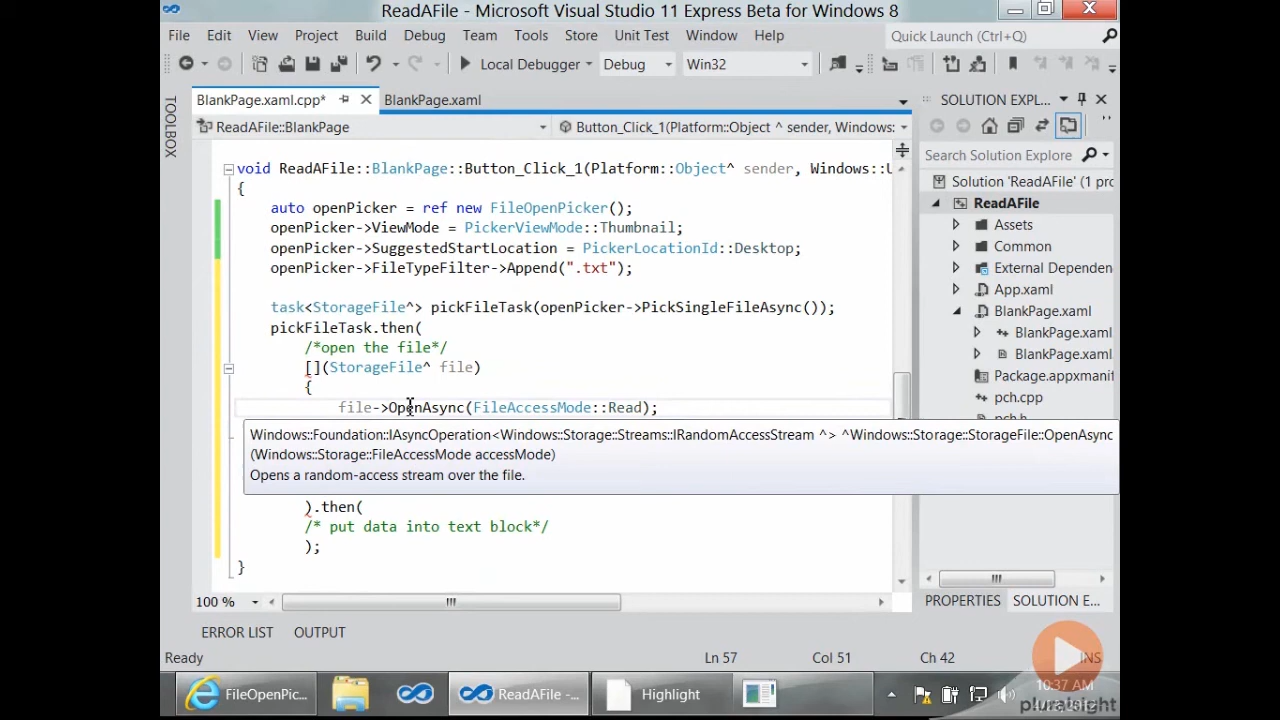 ReadAFile - Microsoft Visual Studio 11 Express Beta for Windows 8
File Edit View Project Build Debug Team Tools Store Unit Test Window Help
Quick Launch (Ctrl+Q)
Local Debugger Debug Win32
TOOLBOX
BlankPage.xaml.cpp* BlankPage.xaml
ReadAFile::BlankPage
Button_Click_1(Platform::Object ^ sender, Windows:
void ReadAFile::BlankPage::Button_Click_1(Platform::Object^ sender, Windows::U
{
auto openPicker = ref new FileOpenPicker();
openPicker->ViewMode = PickerViewMode::Thumbnail;
openPicker->SuggestedStartLocation = PickerLocationId::Desktop;
openPicker->FileTypeFilter->Append(".txt");
task<StorageFile^> pickFileTask(openPicker->PickSingleFileAsync());
pickFileTask.then(
/*open the file*/
[](StorageFile^ file)
{
file->OpenAsync(FileAccessMode::Read);
Windows::Foundation::IAsyncOperation<Windows::Storage::Streams::IRandomAccessStream ^> ^Windows::Storage::StorageFile::OpenAsync
(Windows::Storage::FileAccessMode accessMode)
Opens a random-access stream over the file.
).then(
/* put data into text block*/
);
}
100 %
SOLUTION EXPL...
Search Solution Explore
Solution 'ReadAFile' (1 pro
ReadAFile
Assets
Common
External Dependen
App.xaml
BlankPage.xaml
BlankPage.xaml
BlankPage.xaml.
Package.appxmanif
pch.cpp
pch.h
PROPERTIES SOLUTION E...
ERROR LIST OUTPUT
Ready Ln 57 Col 51 Ch 42 INS
FileOpenPic... ReadAFile -... Highlight
10:37 AM
pluralsight